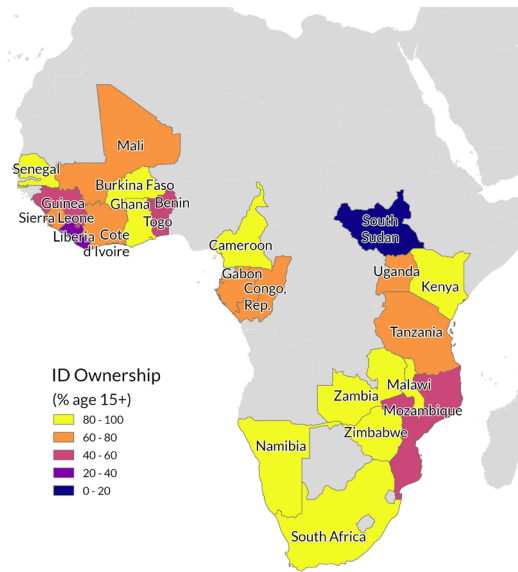 Mali
Senegal
Burkina Faso
Guinea
Ghana
Benin
Sierra Leone
Togo
Liberia
Cote
d'Ivoire
South
Sudan
Cameroon
Gabon
Uganda
Congo,
Rep.
Kenya
Tanzania
ID Ownership
(% age 15+)
80 - 100
60 - 80
40 - 60
20 - 40
0 - 20
Malawi
Zambia
Mozambique
Zimbabwe
Namibia
South Africa